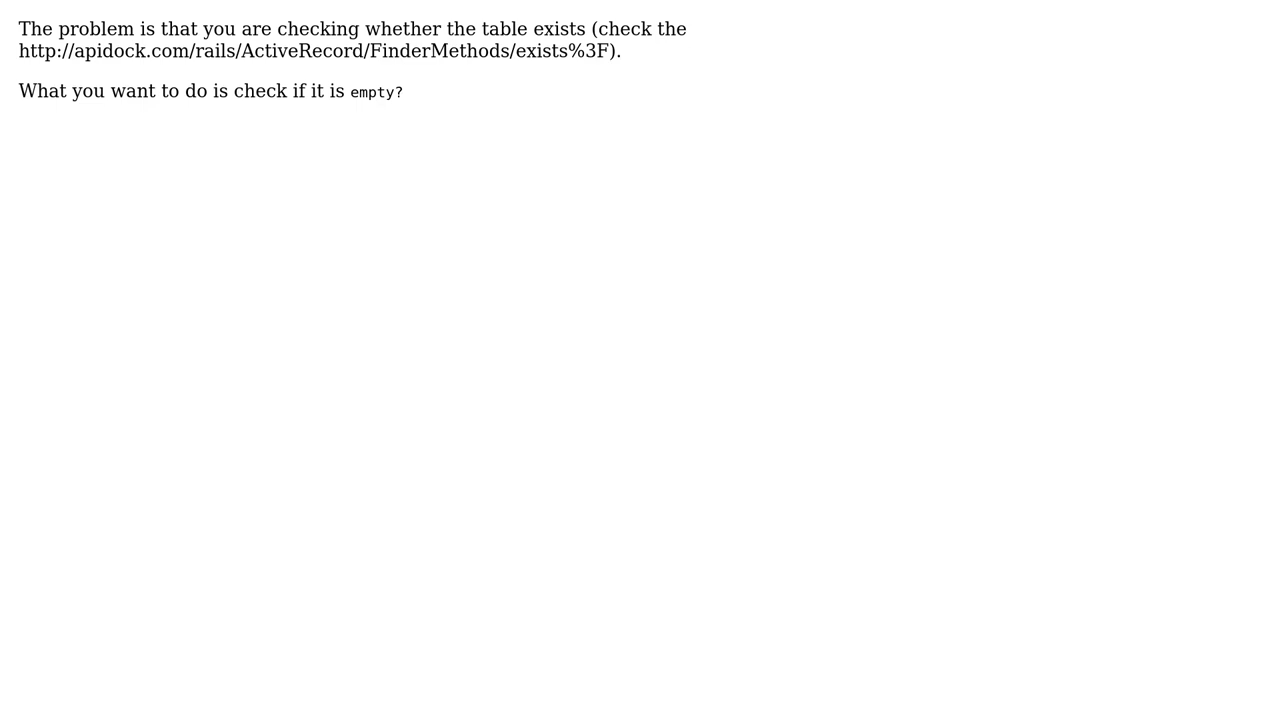 The problem is that you are checking whether the table exists (check the
http://apidock.com/rails/ActiveRecord/FinderMethods/exists%3F).
What you want to do is check if it is empty?